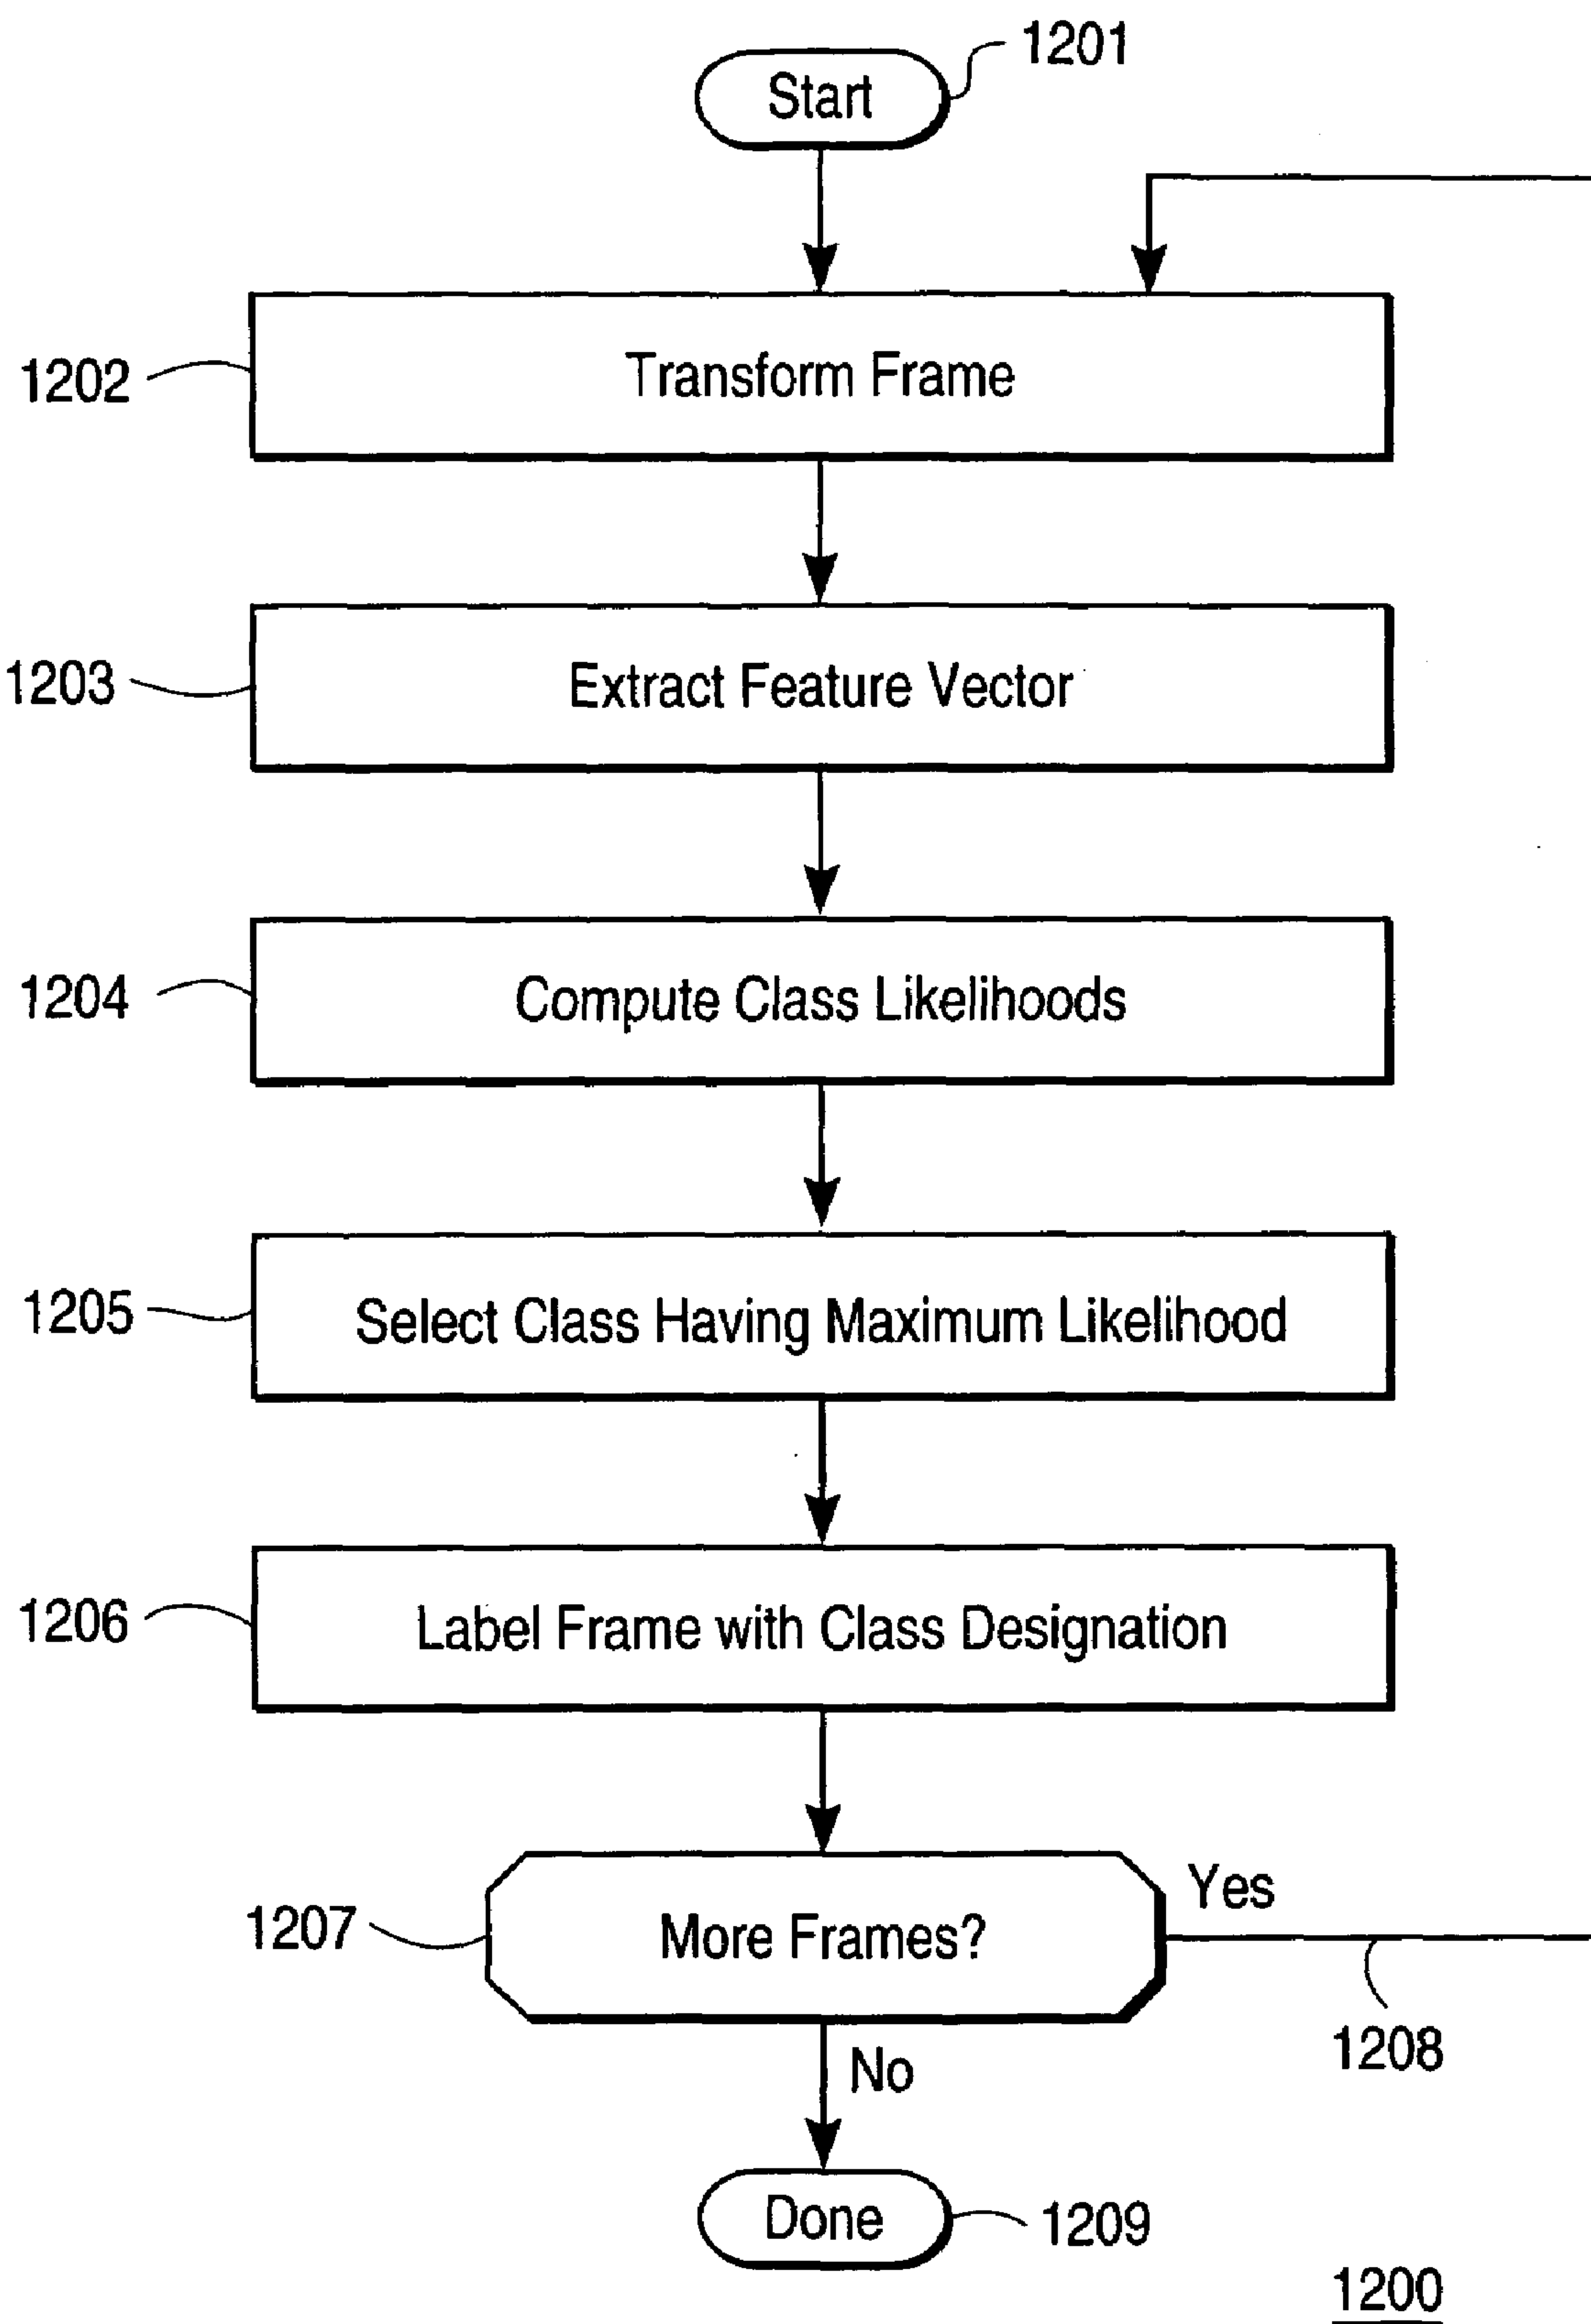 1201
Start
1202
Transform Frame
1203
Extract Feature Vector
1204
Compute Class Likelihoods
1205
Select Class Having Maximum Likelihood
1206
Label Frame with Class Designation
1207
More Frames?
Yes
1208
No
Done
1209
1200